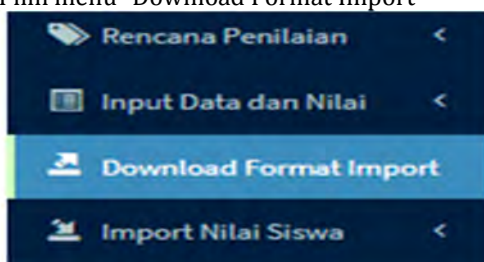 Pilih menu "Download Format Import"
Rencana Penilaian
Input Data dan Nilai
Download Format Import
Import Nilai Siswa